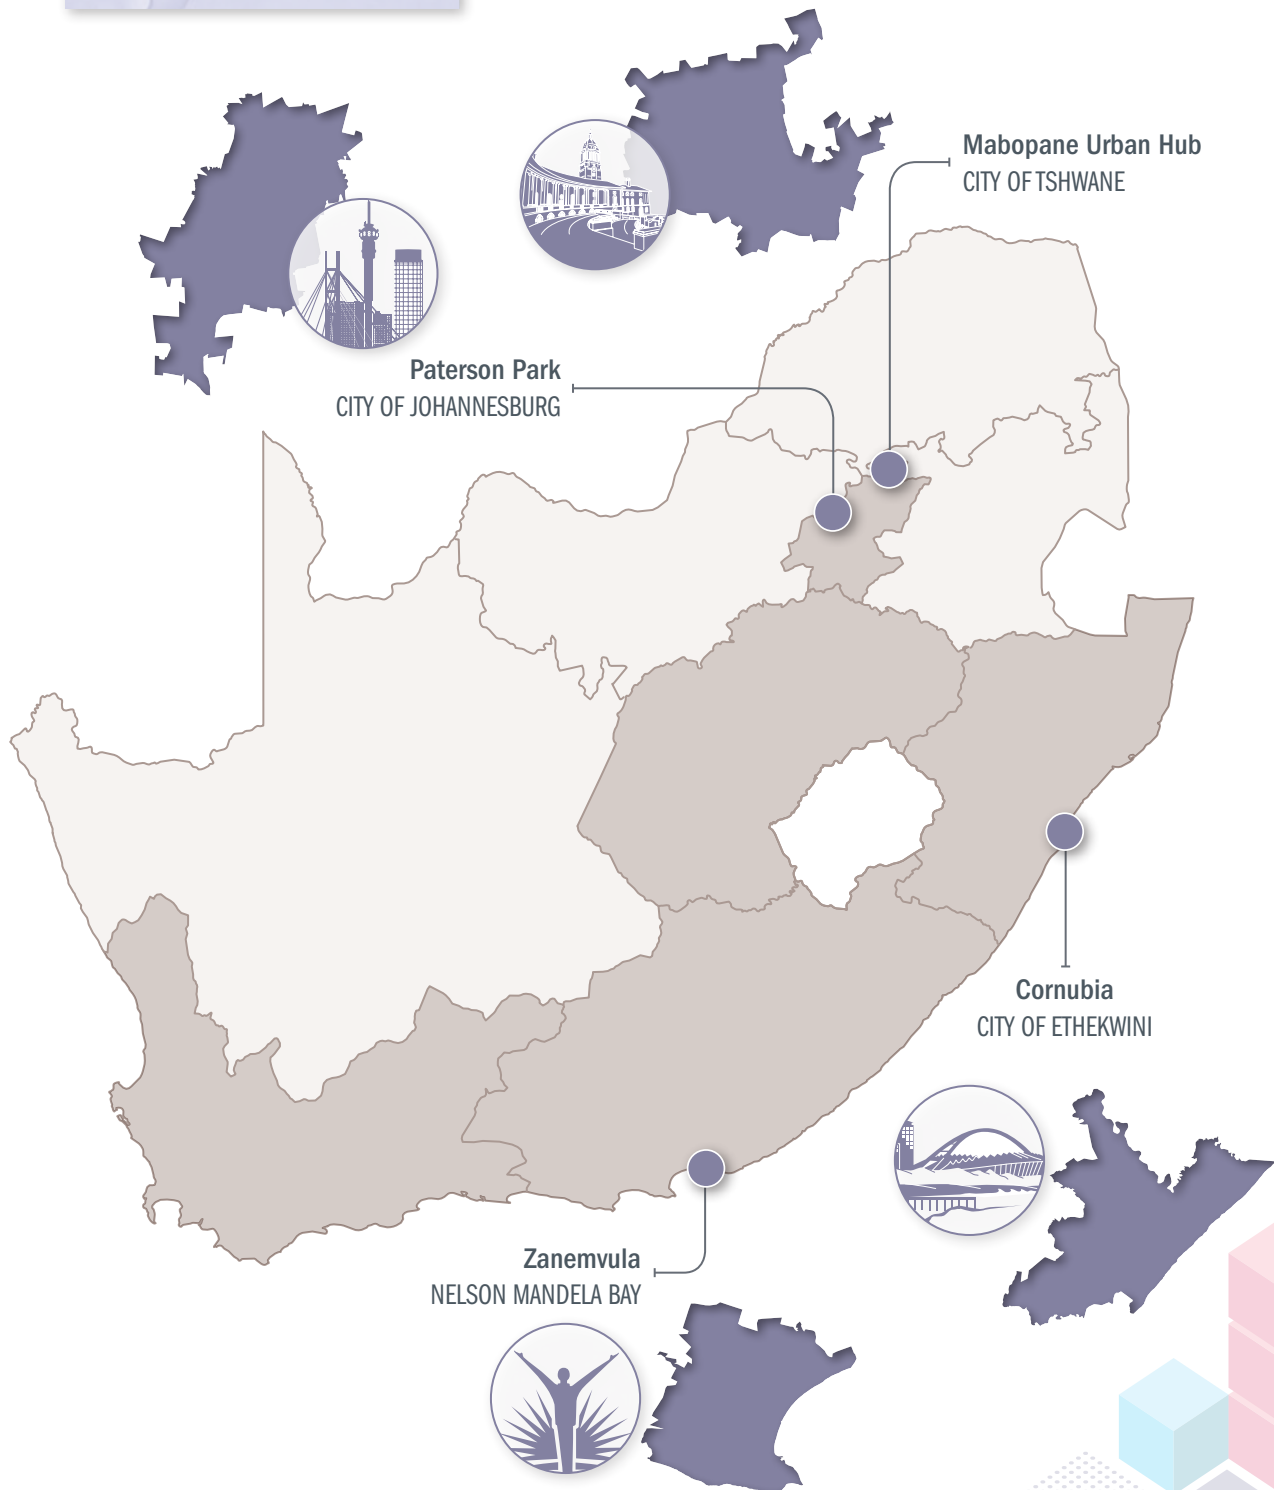 Mabopane Urban Hub
CITY OF TSHWANE
Paterson Park
CITY OF JOHANNESBURG
Cornubia
CITY OF ETHEKWINI
Zanemvula
NELSON MANDELA BAY